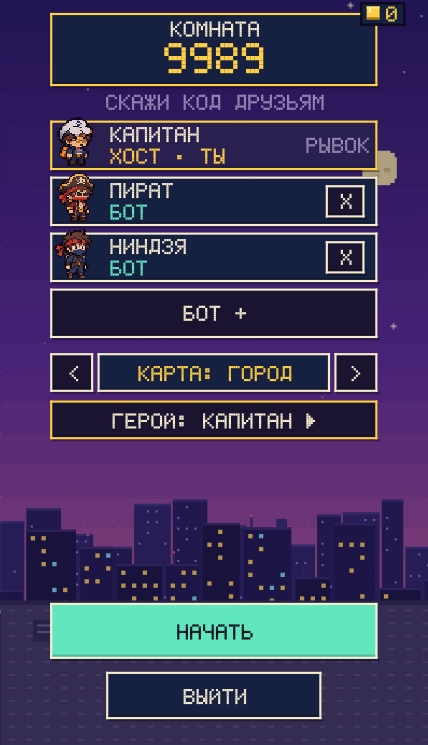 0
КОМНАТА
9989
СКАЖИ КОД ДРУЗЬЯМ
КАПИТАН
ХОСТ · ТЫ
РЫВОК
ПИРАТ
БОТ
X
НИНДЗЯ
БОТ
X
БОТ +
< КАРТА: ГОРОД >
ГЕРОЙ: КАПИТАН ▶
НАЧАТЬ
ВЫЙТИ